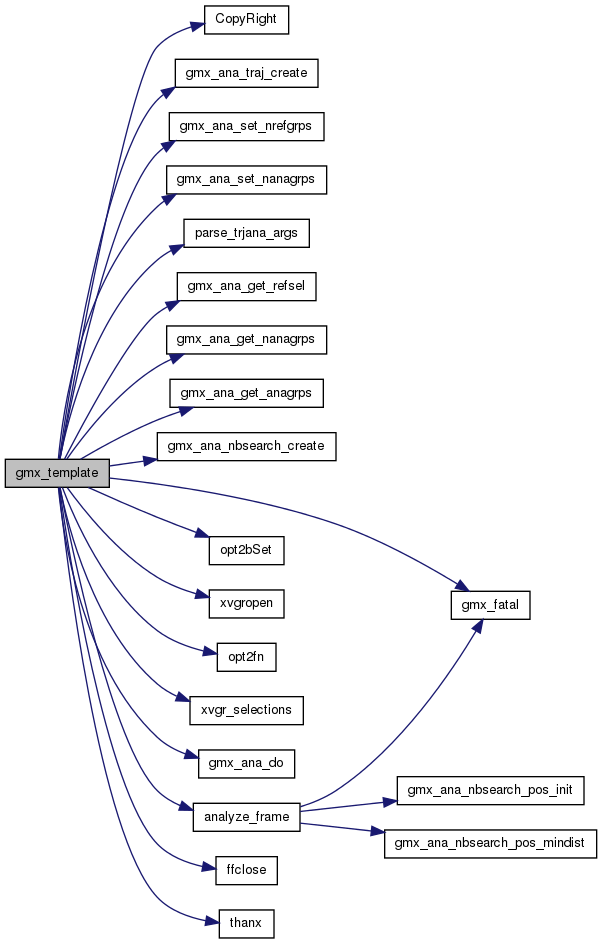 CopyRight
gmx_ana_traj_create
gmx_ana_set_nrefgrps
gmx_ana_set_nanagrps
parse_trjana_args
gmx_ana_get_refsel
gmx_ana_get_nanagrps
gmx_ana_get_anagrps
gmx_ana_nbsearch_create
gmx_template
opt2bSet
xvgropen
gmx_fatal
opt2fn
xvgr_selections
gmx_ana_do
gmx_ana_nbsearch_pos_init
analyze_frame
gmx_ana_nbsearch_pos_mindist
ffclose
thanx